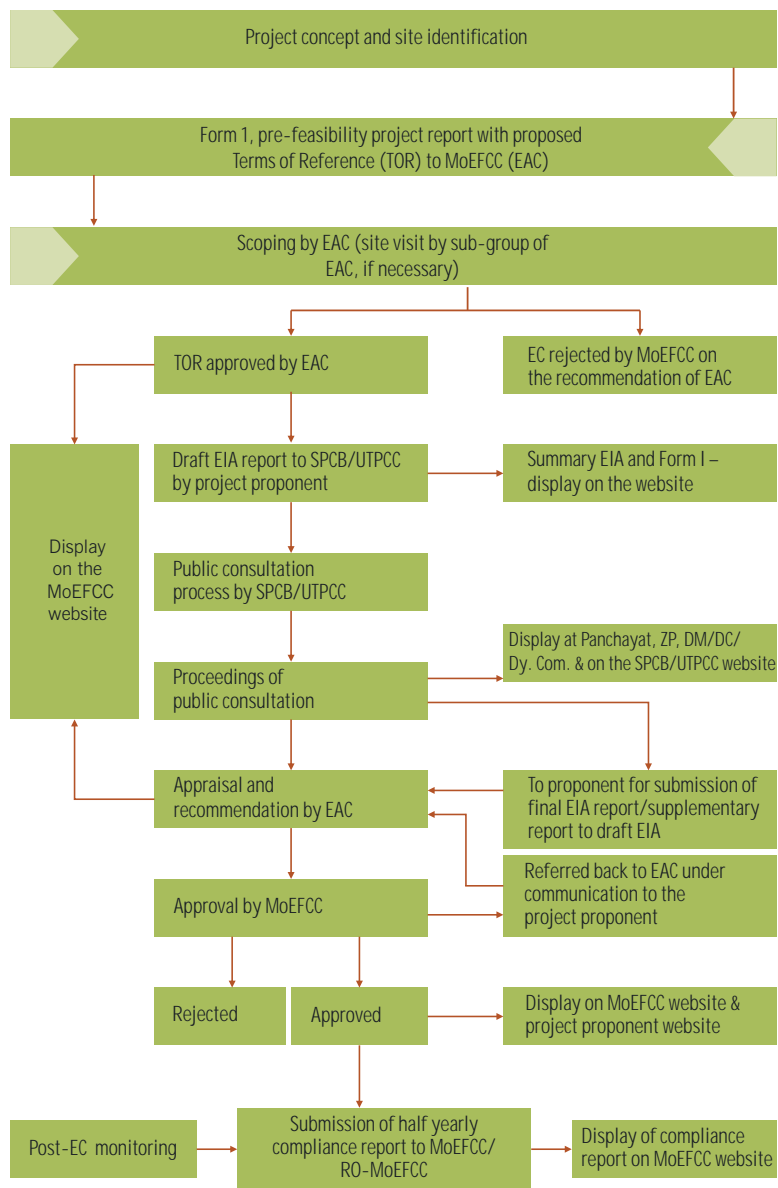 Project concept and site identification
Form 1, pre-feasibility project report with proposed
Terms of Reference (TOR) to MoEFCC (EAC)
Scoping by EAC (site visit by sub-group of
EAC, if necessary)
TOR approved by EAC
EC rejected by MoEFCC on
the recommendation of EAC
Draft EIA report to SPCB/UTPCC
by project proponent
Summary EIA and Form I –
display on the website
Display
on the
MoEFCC
website
Public consultation
process by SPCB/UTPCC
Display at Panchayat, ZP, DM/DC/
Dy. Com. & on the SPCB/UTPCC website
Proceedings of
public consultation
Appraisal and
recommendation by EAC
To proponent for submission of
final EIA report/supplementary
report to draft EIA
Referred back to EAC under
communication to the
project proponent
Approval by MoEFCC
Rejected
Approved
Display on MoEFCC website &
project proponent website
Post-EC monitoring
Submission of half yearly
compliance report to MoEFCC/
RO-MoEFCC
Display of compliance
report on MoEFCC website